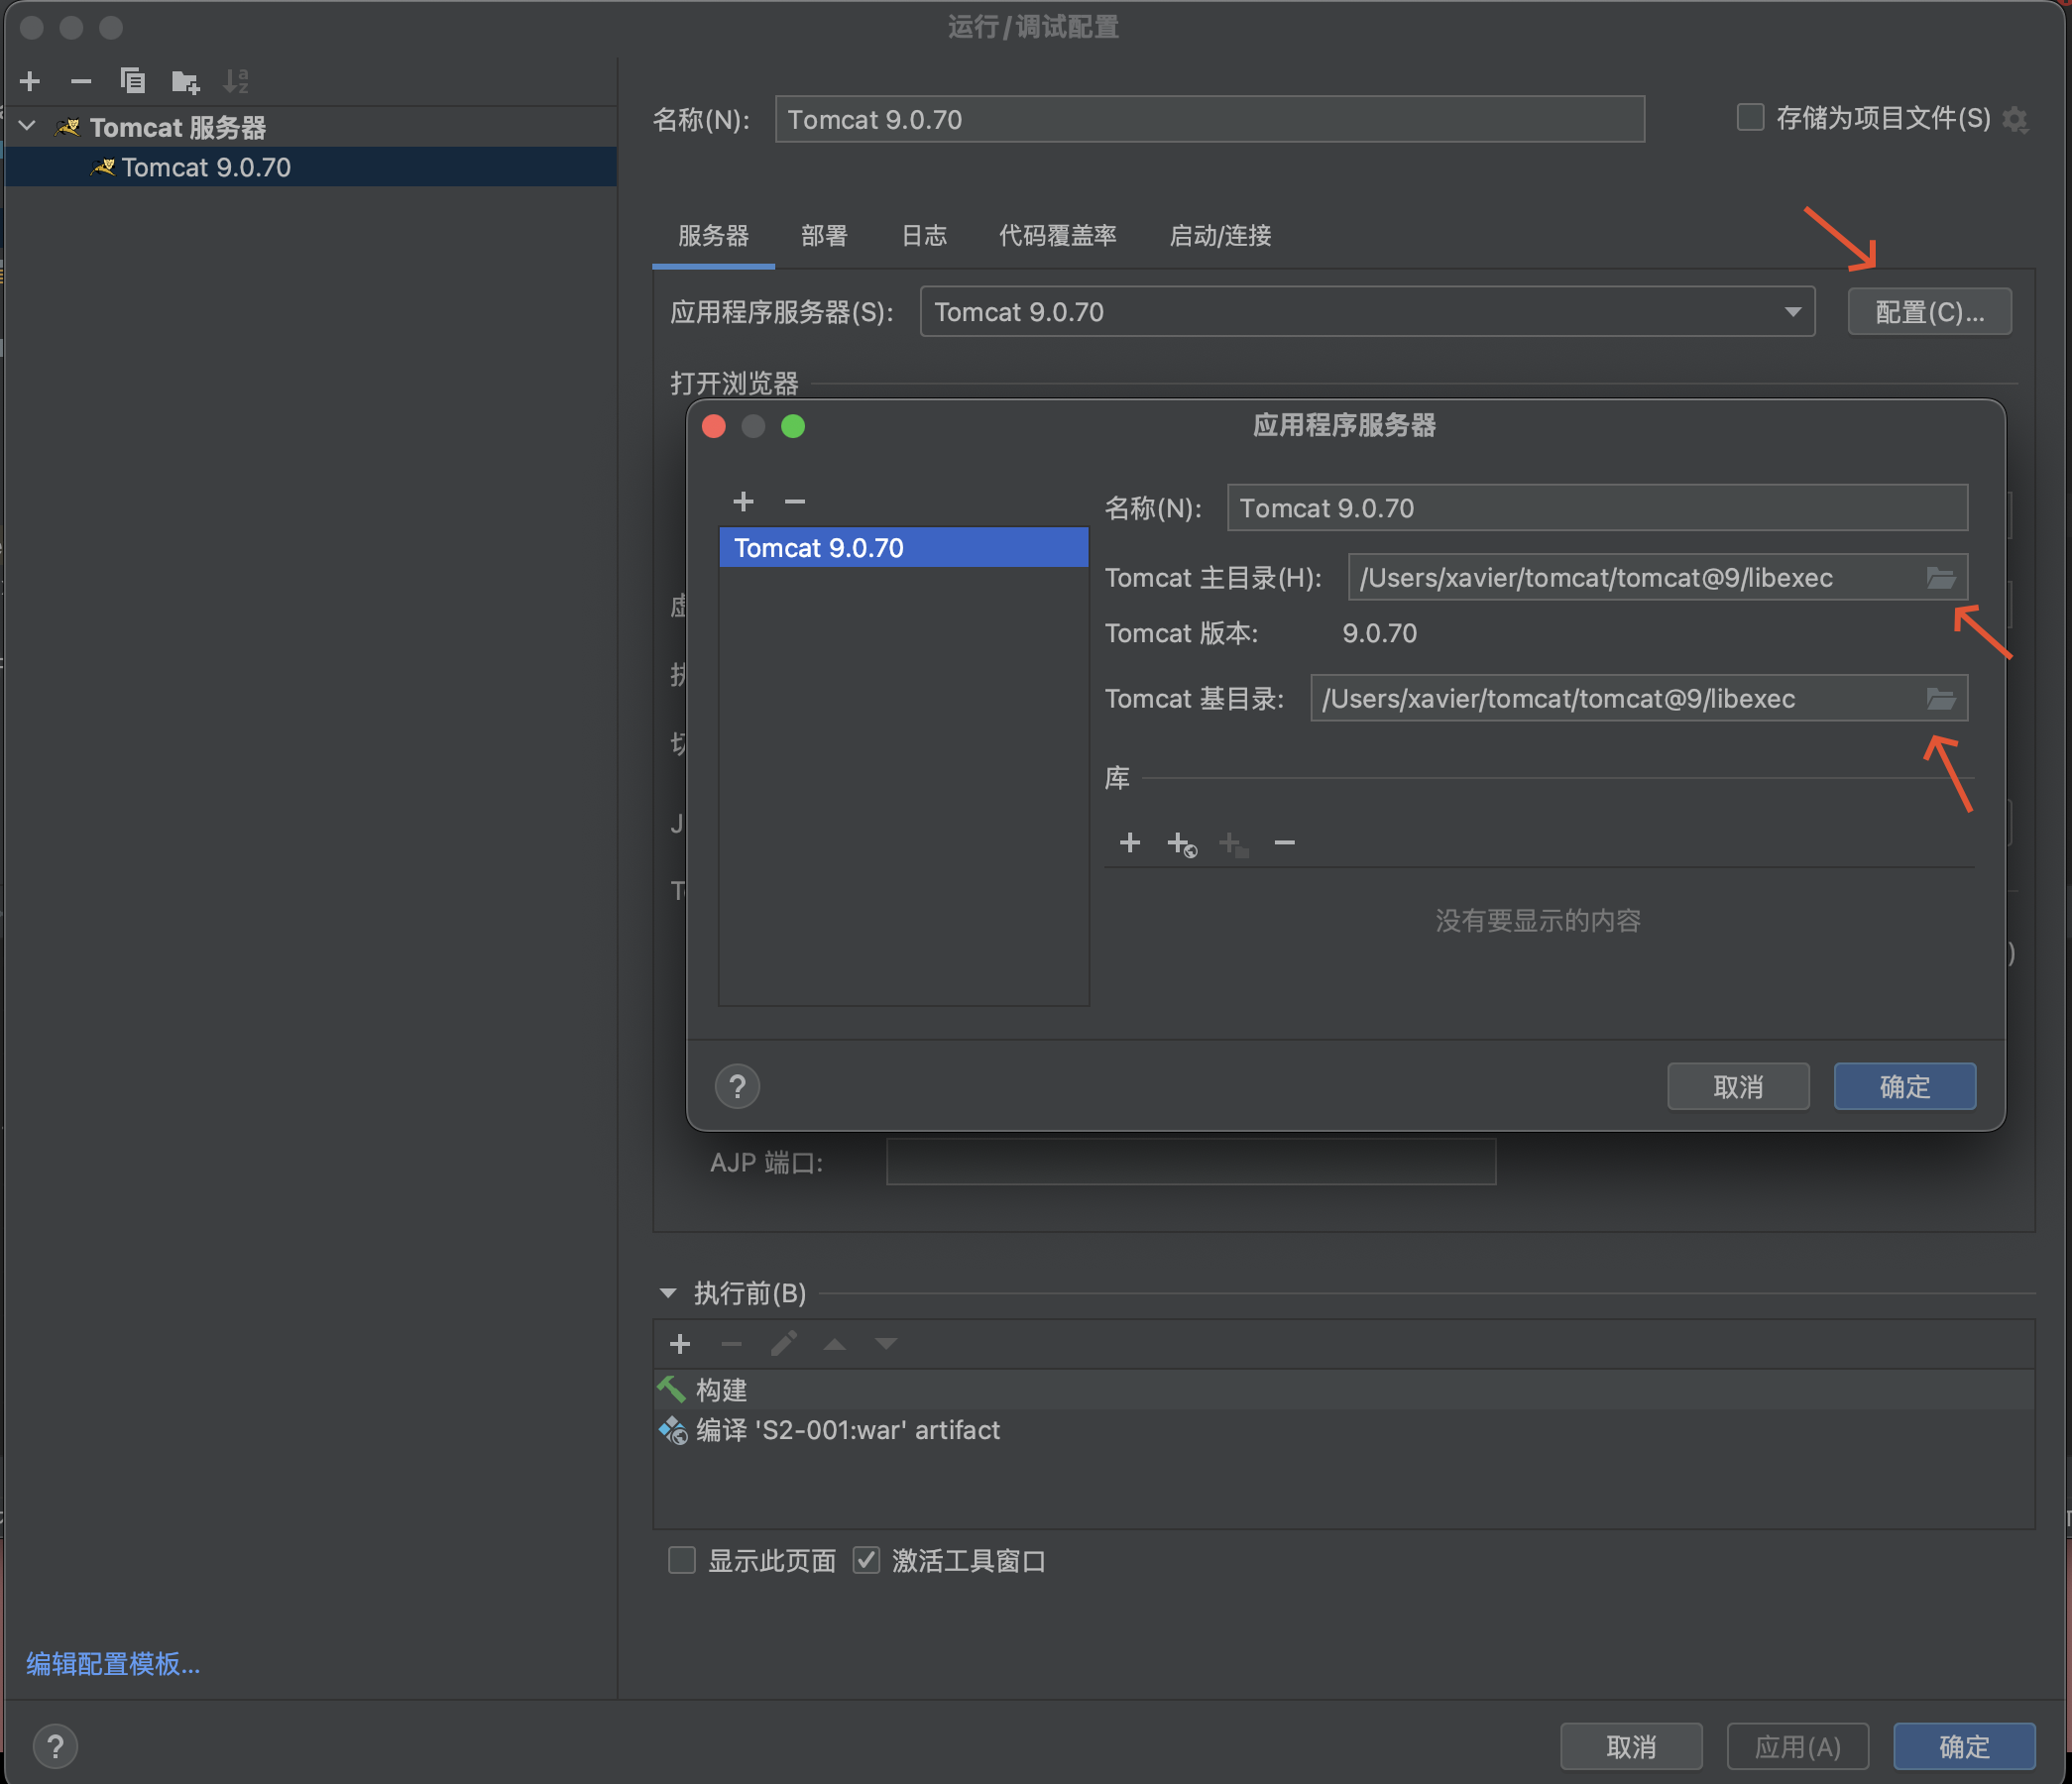 运行/调试配置
Tomcat 服务器
Tomcat 9.0.70
名称(N):
Tomcat 9.0.70
存储为项目文件(S)
服务器
部署
日志
代码覆盖率
启动/连接
应用程序服务器(S):
Tomcat 9.0.70
配置(C)...
打开浏览器
应用程序服务器
Tomcat 9.0.70
名称(N):
Tomcat 9.0.70
Tomcat 主目录(H):
/Users/xavier/tomcat/tomcat@9/libexec
Tomcat 版本:
9.0.70
Tomcat 基目录:
/Users/xavier/tomcat/tomcat@9/libexec
库
没有要显示的内容
取消
确定
AJP 端口:
执行前(B)
构建
编译 'S2-001:war' artifact
显示此页面
激活工具窗口
编辑配置模板...
取消
应用(A)
确定